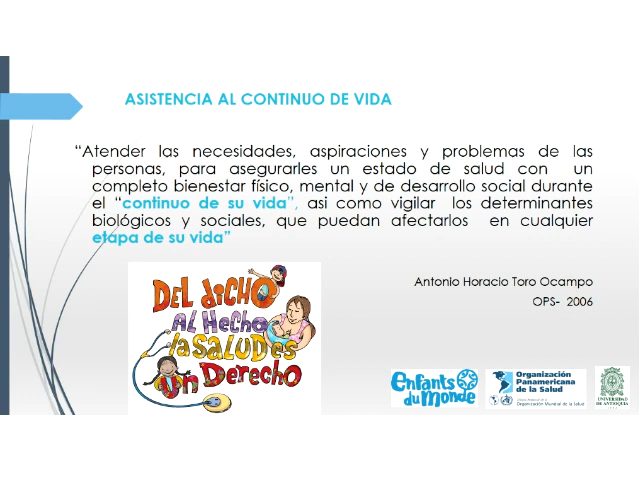 ASISTENCIA AL CONTINUO DE VIDA
“Atender las necesidades, aspiraciones y problemas de las
personas, para asegurarles un estado de salud con un
completo bienestar físico, mental y de desarrollo social durante
el “continuo de su vida”, asi como vigilar los determinantes
biológicos y sociales, que puedan afectarlos en cualquier
etapa de su vida”
Antonio Horacio Toro Ocampo
OPS- 2006
DEL dicHO
AL HecHo
la SALUD es
Un Derecho
Enfants
du Monde
Organización
Panamericana
de la Salud
Organización Mundial de la Salud
UNIVERSIDAD
DE ANTIOQUIA